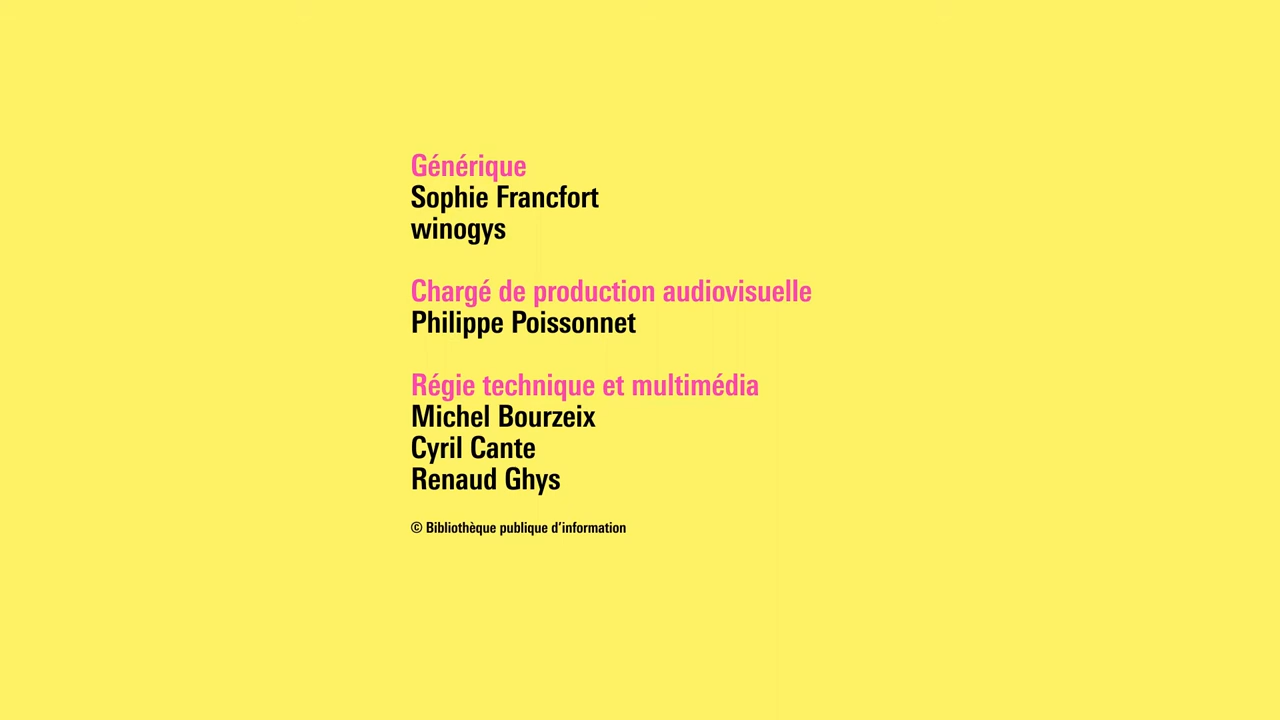 Générique
Sophie Francfort
winogys
Chargé de production audiovisuelle
Philippe Poissonnet
Régie technique et multimédia
Michel Bourzeix
Cyril Cante
Renaud Ghys
© Bibliothèque publique d’information